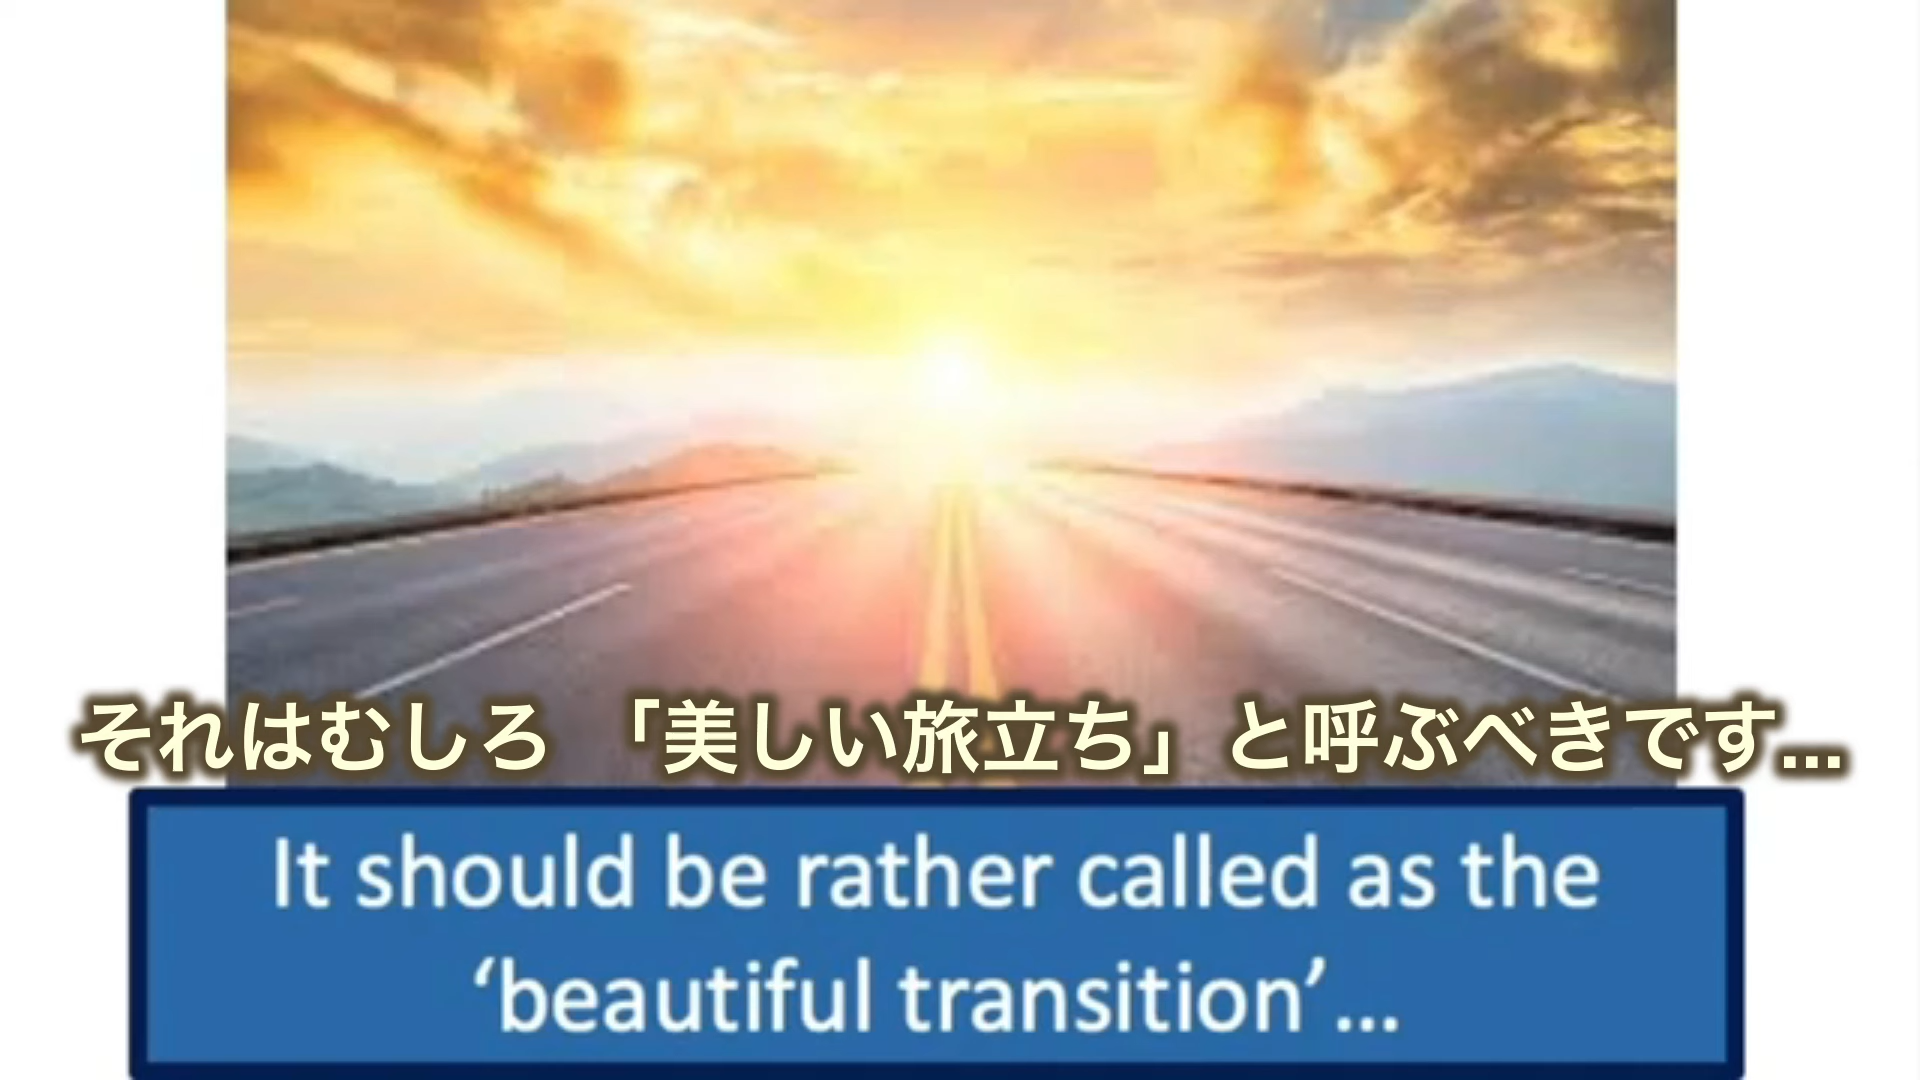 それはむしろ 「美しい旅立ち」と呼ぶべきです...
It should be rather called as the
‘beautiful transition’...